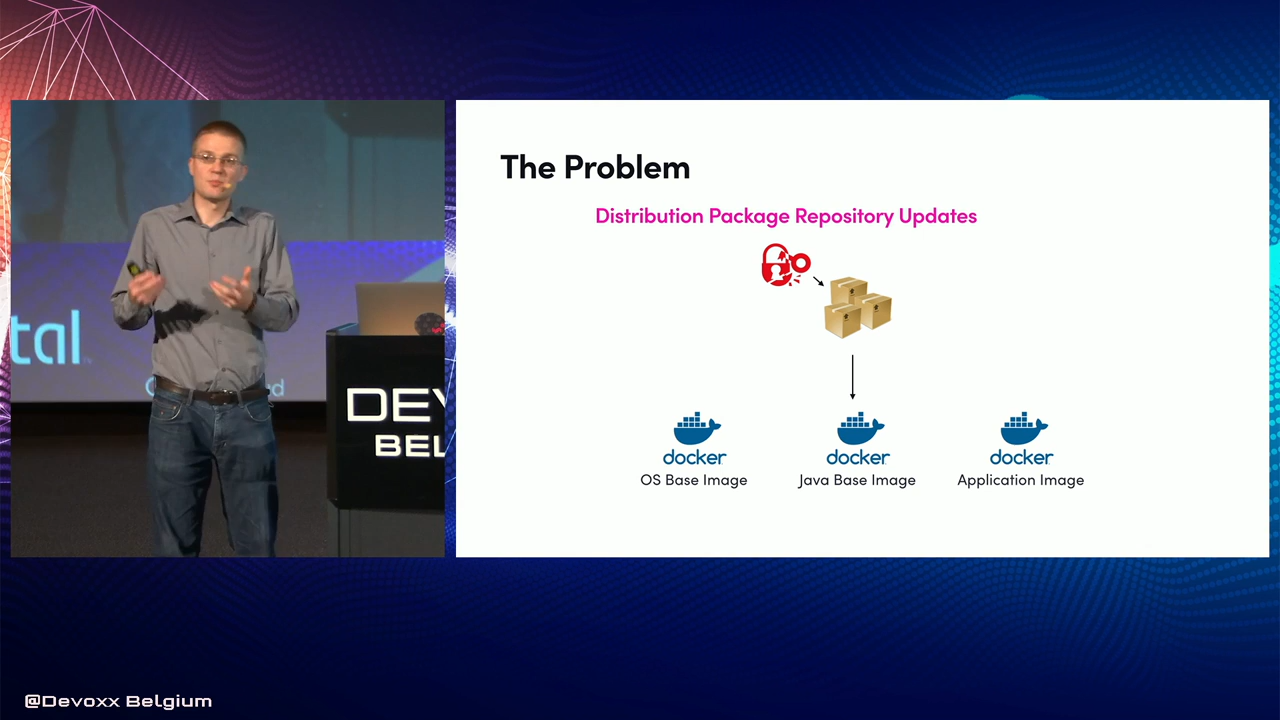 The Problem
Distribution Package Repository Updates
docker
OS Base Image
docker
Java Base Image
docker
Application Image
tal
DEV
BEL
@Devoxx Belgium